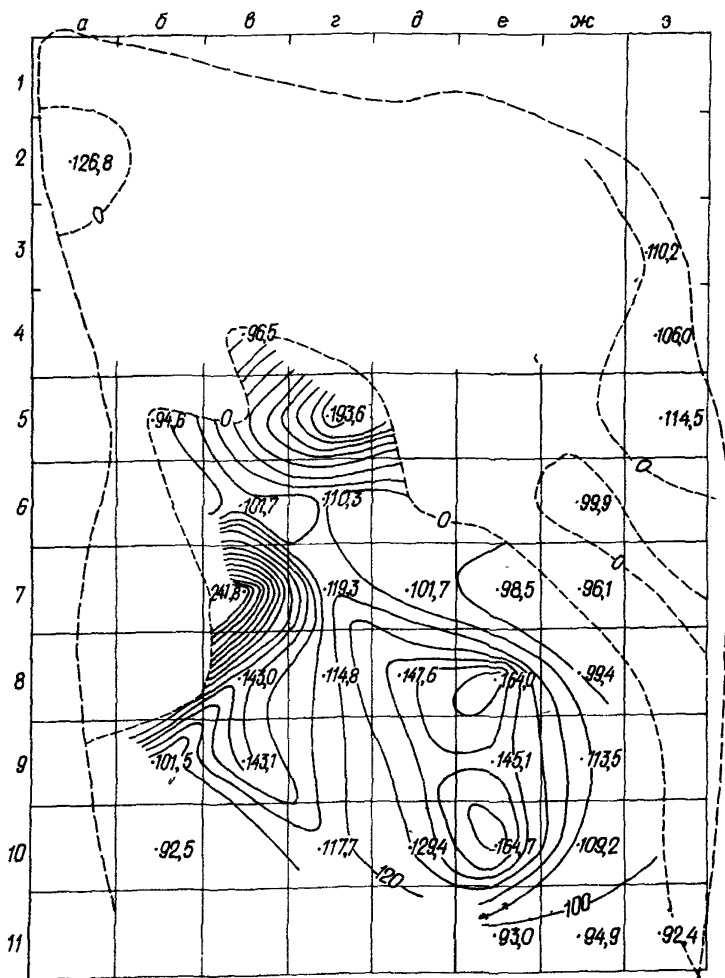 а б в г д е ж з
1
2 ·126,8
0
3 ·110,2
4 ·96,5 ·106,0
5 ·94,6 0 ·193,6 ·114,5
0
6 ·101,7 ·110,3 0 ·99,9
0
7 241,8· ·119,3 ·101,7 ·98,5 ·96,1
8 ·143,0 ·114,8 ·147,6 ·164,0 ·99,4
9 ·101,5 ·143,1 ·145,1 ·113,5
10 ·92,5 ·117,7 ·129,4 ·164,7 ·109,2
120
100
11 ·93,0 ·94,9 ·92,4